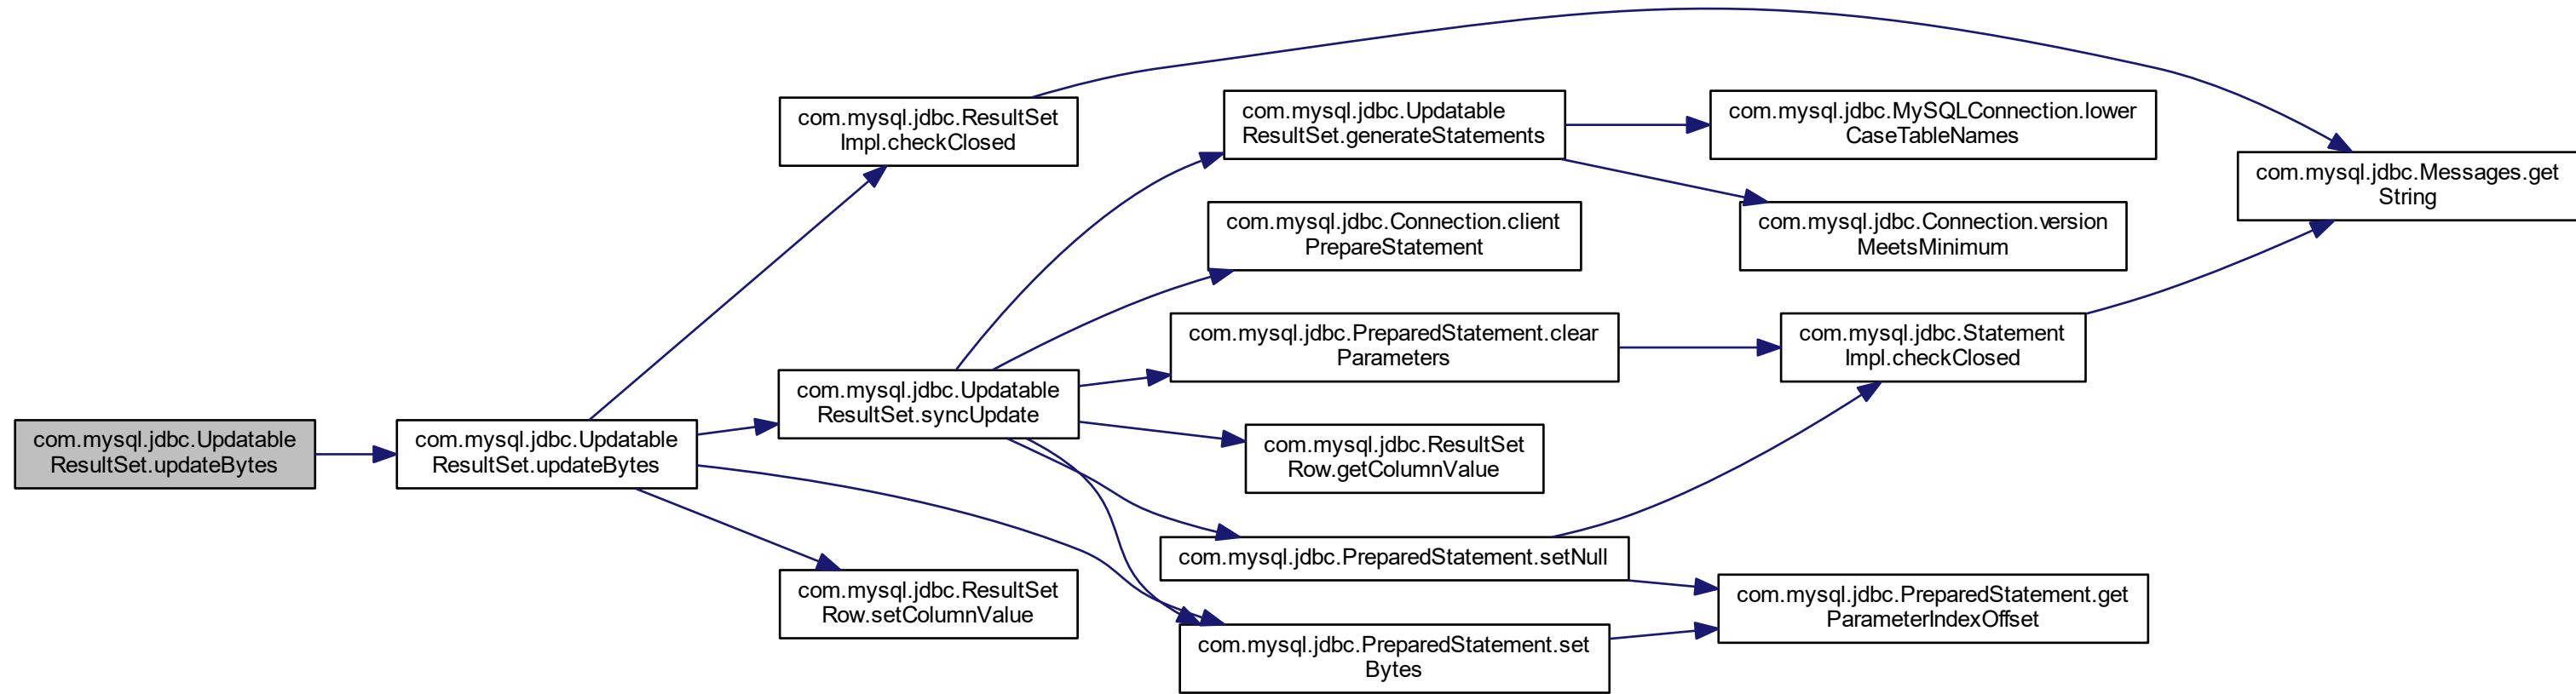 com.mysql.jdbc.Updatable
ResultSet.updateBytes
com.mysql.jdbc.Updatable
ResultSet.updateBytes
com.mysql.jdbc.ResultSet
Impl.checkClosed
com.mysql.jdbc.Updatable
ResultSet.syncUpdate
com.mysql.jdbc.ResultSet
Row.setColumnValue
com.mysql.jdbc.Updatable
ResultSet.generateStatements
com.mysql.jdbc.Connection.client
PrepareStatement
com.mysql.jdbc.PreparedStatement.clear
Parameters
com.mysql.jdbc.ResultSet
Row.getColumnValue
com.mysql.jdbc.PreparedStatement.setNull
com.mysql.jdbc.PreparedStatement.set
Bytes
com.mysql.jdbc.MySQLConnection.lower
CaseTableNames
com.mysql.jdbc.Connection.version
MeetsMinimum
com.mysql.jdbc.Statement
Impl.checkClosed
com.mysql.jdbc.PreparedStatement.get
ParameterIndexOffset
com.mysql.jdbc.Messages.get
String